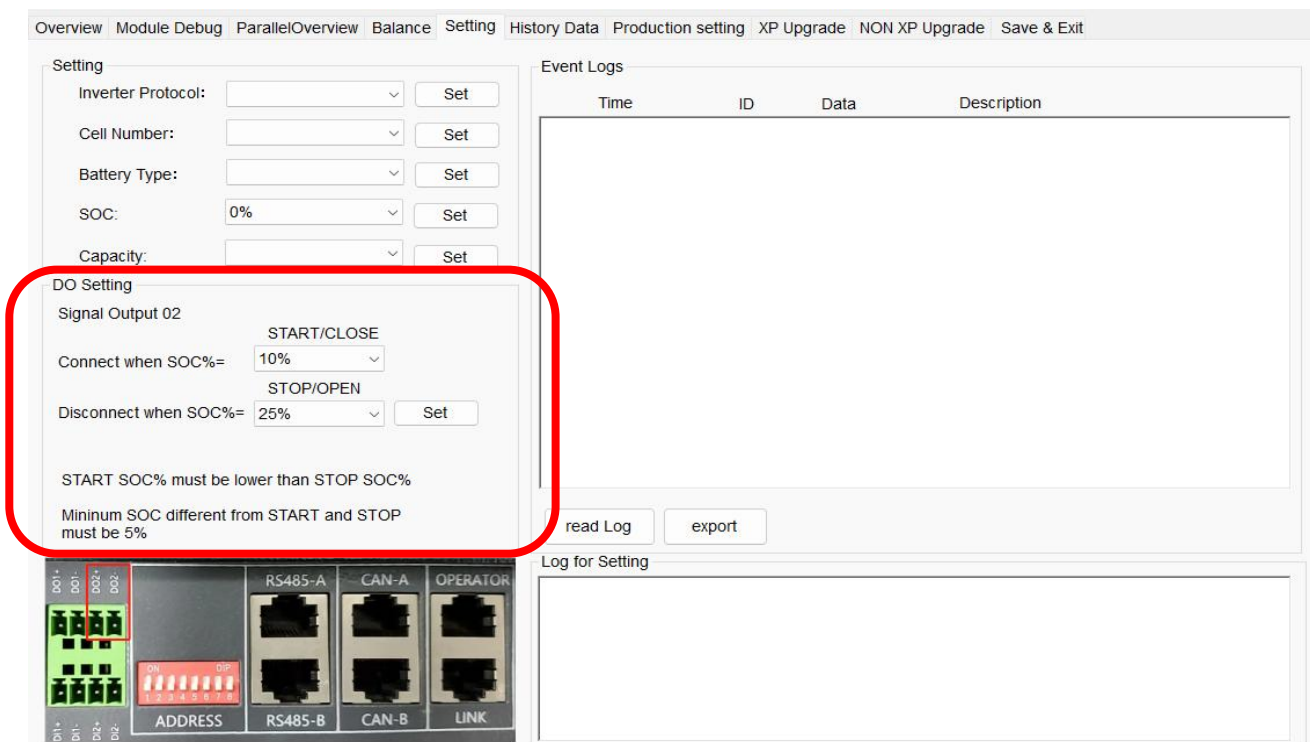 Overview Module Debug ParallelOverview Balance Setting History Data Production setting XP Upgrade NON XP Upgrade Save & Exit
Setting
Inverter Protocol: Set
Cell Number: Set
Battery Type: Set
SOC: 0% Set
Capacity: Set
DO Setting
Signal Output 02
START/CLOSE
Connect when SOC%= 10%
STOP/OPEN
Disconnect when SOC%= 25% Set
START SOC% must be lower than STOP SOC%
Mininum SOC different from START and STOP
must be 5%
Event Logs
Time ID Data Description
read Log export
Log for Setting
DO1+ DO1- DO2+ DO2-
RS485-A CAN-A OPERATOR
ON DIP
1 2 3 4 5 6 7 8
ADDRESS RS485-B CAN-B LINK
DI1+ DI1- DI2+ DI2-